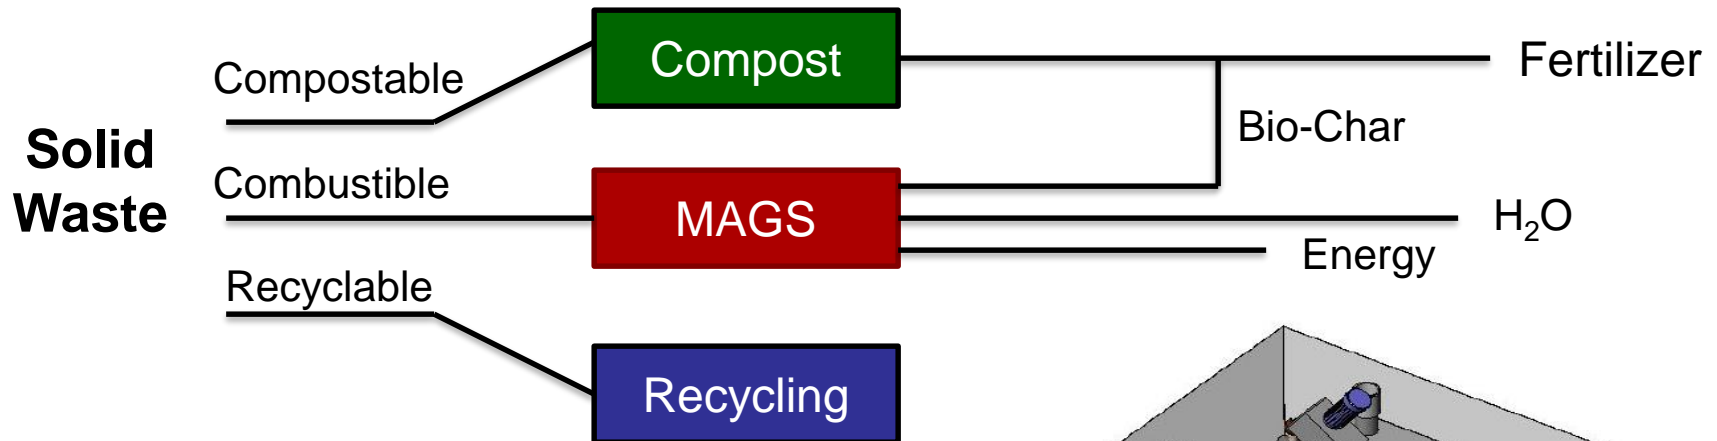 Compost
Fertilizer
Compostable
Bio-Char
Solid
Waste
Combustible
MAGS
H₂O
Energy
Recyclable
Recycling